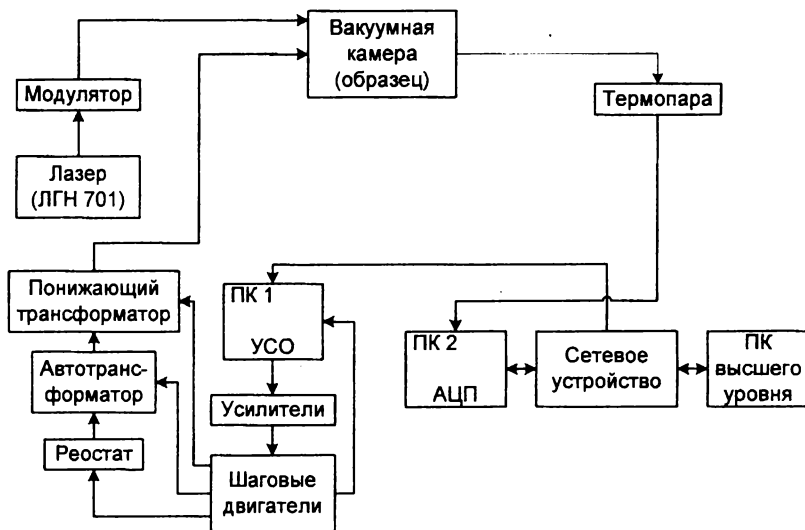 Вакуумная
камера
(образец)
Модулятор
Термопара
Лазер
(ЛГН 701)
Понижающий
трансформатор
ПК 1
УСО
ПК 2
АЦП
Сетевое
устройство
ПК
высшего
уровня
Автотранс-
форматор
Усилители
Реостат
Шаговые
двигатели